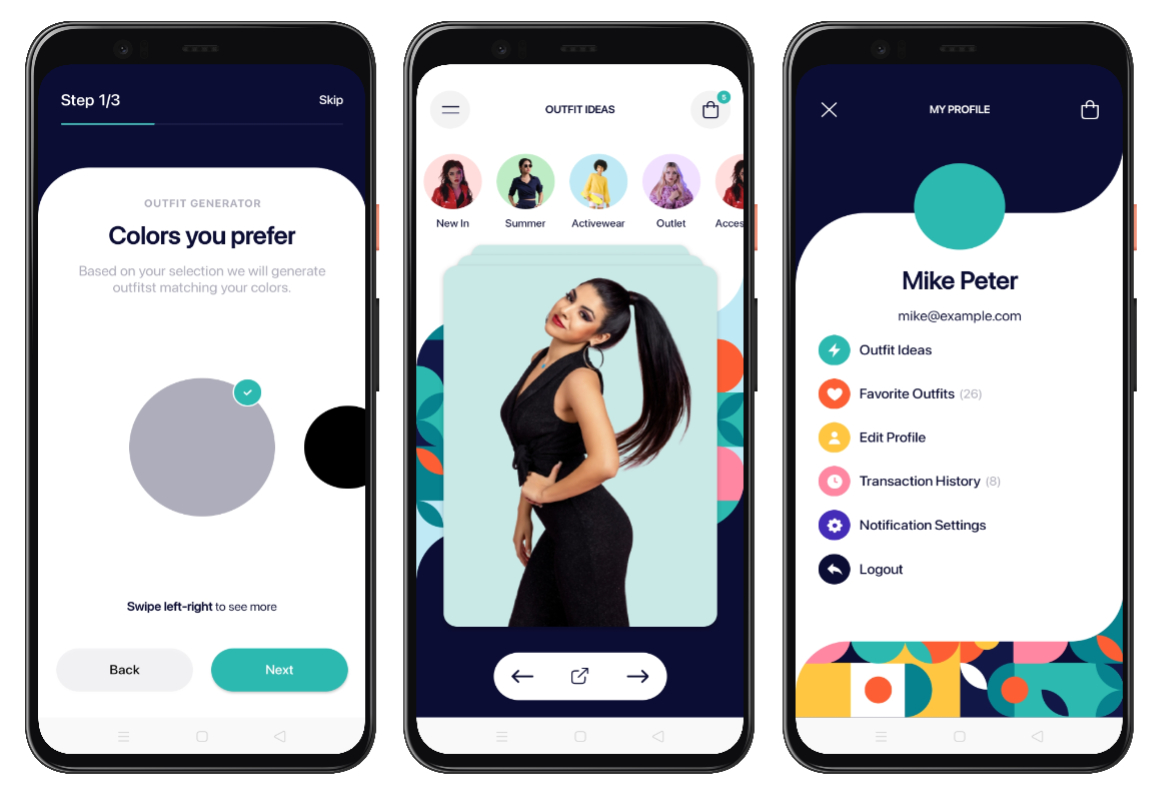 Step 1/3
Skip
OUTFIT GENERATOR
Colors you prefer
Based on your selection we will generate
outfitst matching your colors.
Swipe left-right to see more
Back
Next
OUTFIT IDEAS
5
New In
Summer
Activewear
Outlet
Acces
MY PROFILE
Mike Peter
mike@example.com
Outfit Ideas
Favorite Outfits (26)
Edit Profile
Transaction History (8)
Notification Settings
Logout